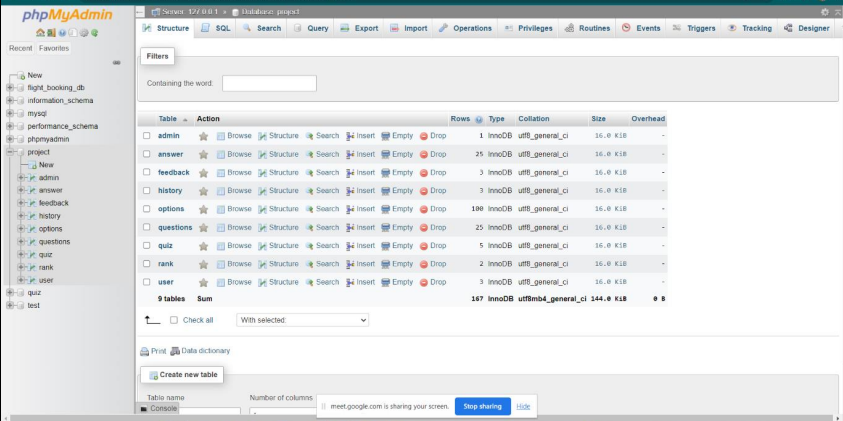 phpMyAdmin
Recent Favorites
New
flight_booking_db
information_schema
mysql
performance_schema
phpmyadmin
project
New
admin
answer
feedback
history
options
questions
quiz
rank
user
quiz
test
Server: 127.0.0.1 » Database: project
Structure SQL Search Query Export Import Operations Privileges Routines Events Triggers Tracking Designer
Filters
Containing the word:
Table Action Rows Type Collation Size Overhead
admin Browse Structure Search Insert Empty Drop 1 InnoDB utf8_general_ci 16.0 KiB -
answer Browse Structure Search Insert Empty Drop 25 InnoDB utf8_general_ci 16.0 KiB -
feedback Browse Structure Search Insert Empty Drop 3 InnoDB utf8_general_ci 16.0 KiB -
history Browse Structure Search Insert Empty Drop 3 InnoDB utf8_general_ci 16.0 KiB -
options Browse Structure Search Insert Empty Drop 100 InnoDB utf8_general_ci 16.0 KiB -
questions Browse Structure Search Insert Empty Drop 25 InnoDB utf8_general_ci 16.0 KiB -
quiz Browse Structure Search Insert Empty Drop 5 InnoDB utf8_general_ci 16.0 KiB -
rank Browse Structure Search Insert Empty Drop 2 InnoDB utf8_general_ci 16.0 KiB -
user Browse Structure Search Insert Empty Drop 3 InnoDB utf8_general_ci 16.0 KiB -
9 tables Sum 167 InnoDB utf8mb4_general_ci 144.0 KiB 0 B
Check all With selected:
Print Data dictionary
Create new table
Table name Number of columns
Console
meet.google.com is sharing your screen. Stop sharing Hide